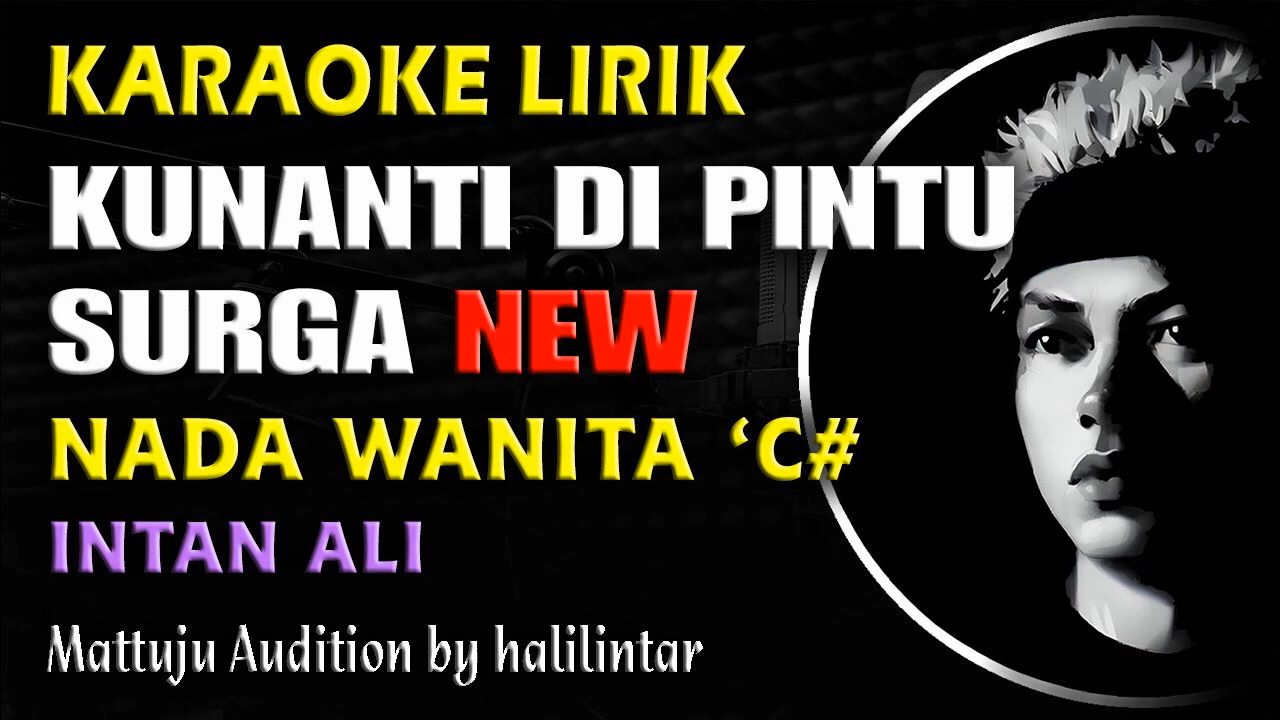 KARAOKE LIRIK
KUNANTI DI PINTU
SURGA NEW
NADA WANITA ‘C#
INTAN ALI
Mattuju Audition by halilintar